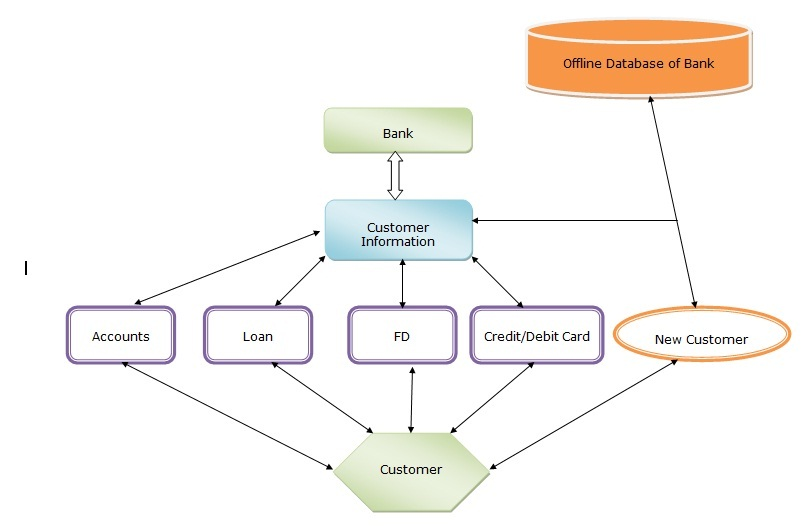 Offline Database of Bank
Bank
Customer
Information
Accounts
Loan
FD
Credit/Debit Card
New Customer
Customer